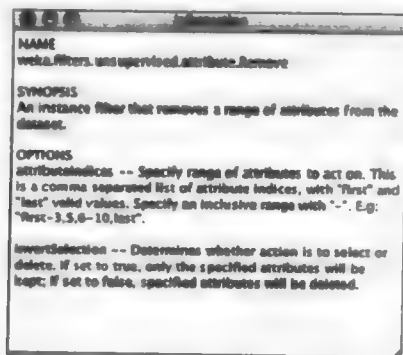 NAME
weka.filters.unsupervised.attribute.Remove
SYNOPSIS
An instance filter that removes a range of attributes from the
dataset.
OPTIONS
attributeIndices -- Specify range of attributes to act on. This
is a comma separated list of attribute indices, with "first" and
"last" valid values. Specify an inclusive range with "-". E.g:
"first-3,5,6-10,last".
invertSelection -- Determines whether action is to select or
delete. If set to true, only the specified attributes will be
kept; If set to false, specified attributes will be deleted.